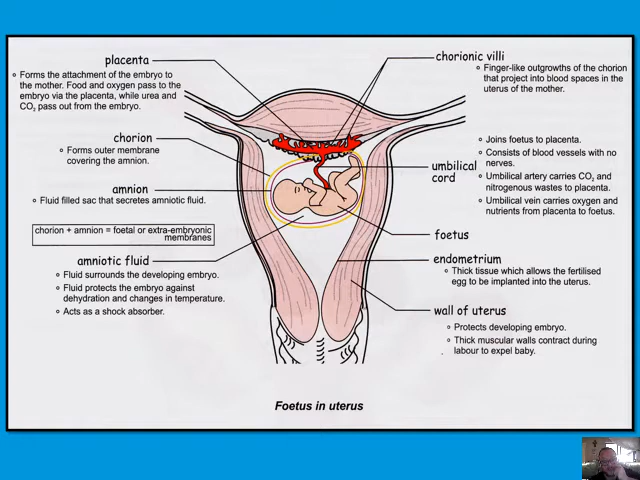 placenta
° Forms the attachment of the embryo to
the mother. Food and oxygen pass to the
embryo via the placenta, while urea and
CO₂ pass out from the embryo.
chorion
° Forms outer membrane
covering the amnion.
amnion
° Fluid filled sac that secretes amniotic fluid.
chorion + amnion = foetal or extra-embryonic
membranes
amniotic fluid
° Fluid surrounds the developing embryo.
° Fluid protects the embryo against
dehydration and changes in temperature.
° Acts as a shock absorber.
chorionic villi
° Finger-like outgrowths of the chorion
that project into blood spaces in the
uterus of the mother.
umbilical
cord
° Joins foetus to placenta.
° Consists of blood vessels with no
nerves.
° Umbilical artery carries CO₂ and
nitrogenous wastes to placenta.
° Umbilical vein carries oxygen and
nutrients from placenta to foetus.
foetus
endometrium
° Thick tissue which allows the fertilised
egg to be implanted into the uterus.
wall of uterus
° Protects developing embryo.
° Thick muscular walls contract during
labour to expel baby.
Foetus in uterus